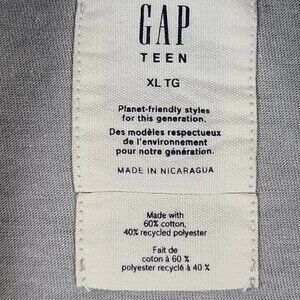 GAP
TEEN
XL TG
Planet-friendly styles
for this generation.
Des modèles respectueux
de l'environnement
pour notre génération.
MADE IN NICARAGUA
Made with
60% cotton,
40% recycled polyester
Fait de
coton à 60 %
polyester recyclé à 40 %